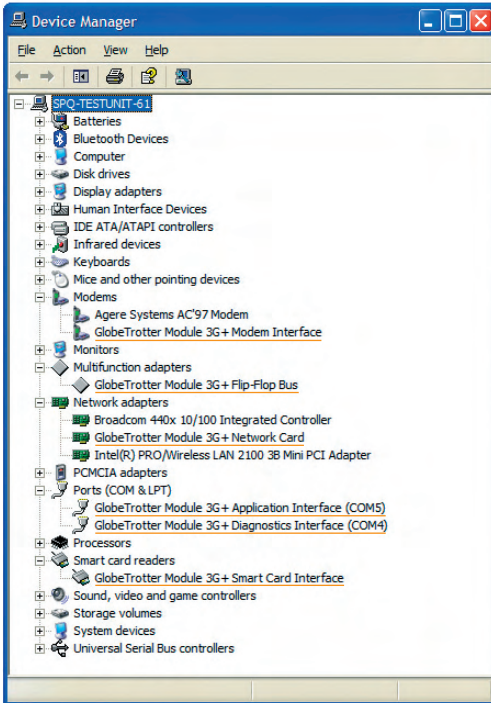 Device Manager
File Action View Help
SPQ-TESTUNIT-61
Batteries
Bluetooth Devices
Computer
Disk drives
Display adapters
Human Interface Devices
IDE ATA/ATAPI controllers
Infrared devices
Keyboards
Mice and other pointing devices
Modems
Agere Systems AC'97 Modem
GlobeTrotter Module 3G+ Modem Interface
Monitors
Multifunction adapters
GlobeTrotter Module 3G+ Flip-Flop Bus
Network adapters
Broadcom 440x 10/100 Integrated Controller
GlobeTrotter Module 3G+ Network Card
Intel(R) PRO/Wireless LAN 2100 3B Mini PCI Adapter
PCMCIA adapters
Ports (COM & LPT)
GlobeTrotter Module 3G+ Application Interface (COM5)
GlobeTrotter Module 3G+ Diagnostics Interface (COM4)
Processors
Smart card readers
GlobeTrotter Module 3G+ Smart Card Interface
Sound, video and game controllers
Storage volumes
System devices
Universal Serial Bus controllers